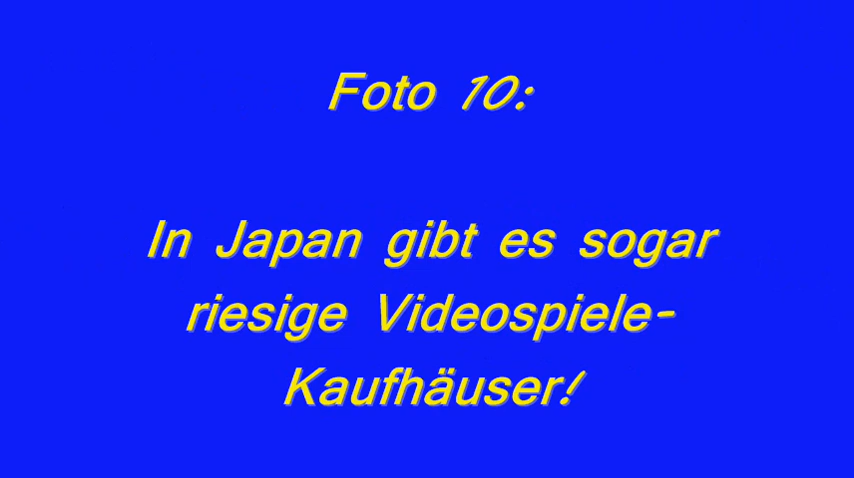 Foto 10:
In Japan gibt es sogar
riesige Videospiele-
Kaufhäuser!